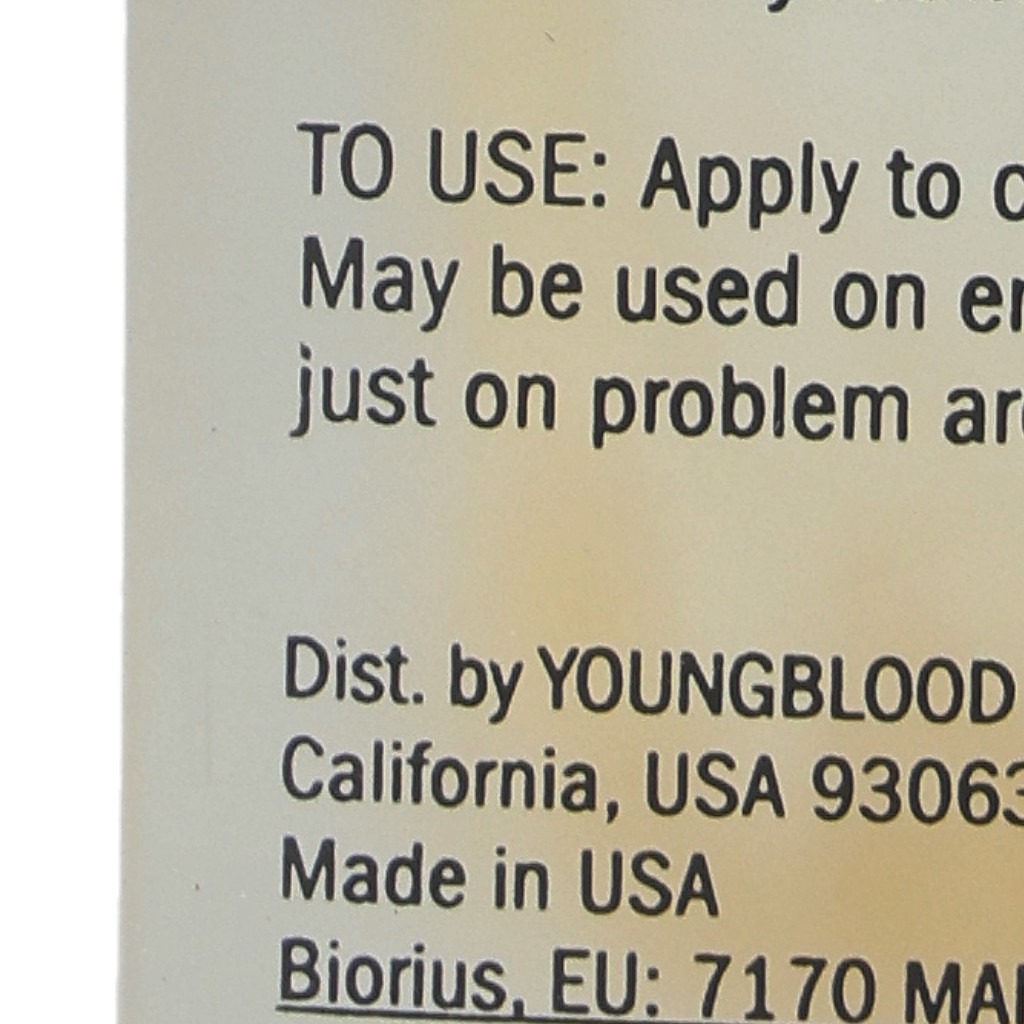 TO USE: Apply to
May be used on
just on problem
Dist. by YOUNGBLOOD
California, USA 93063
Made in USA
Biorius, EU: 7170